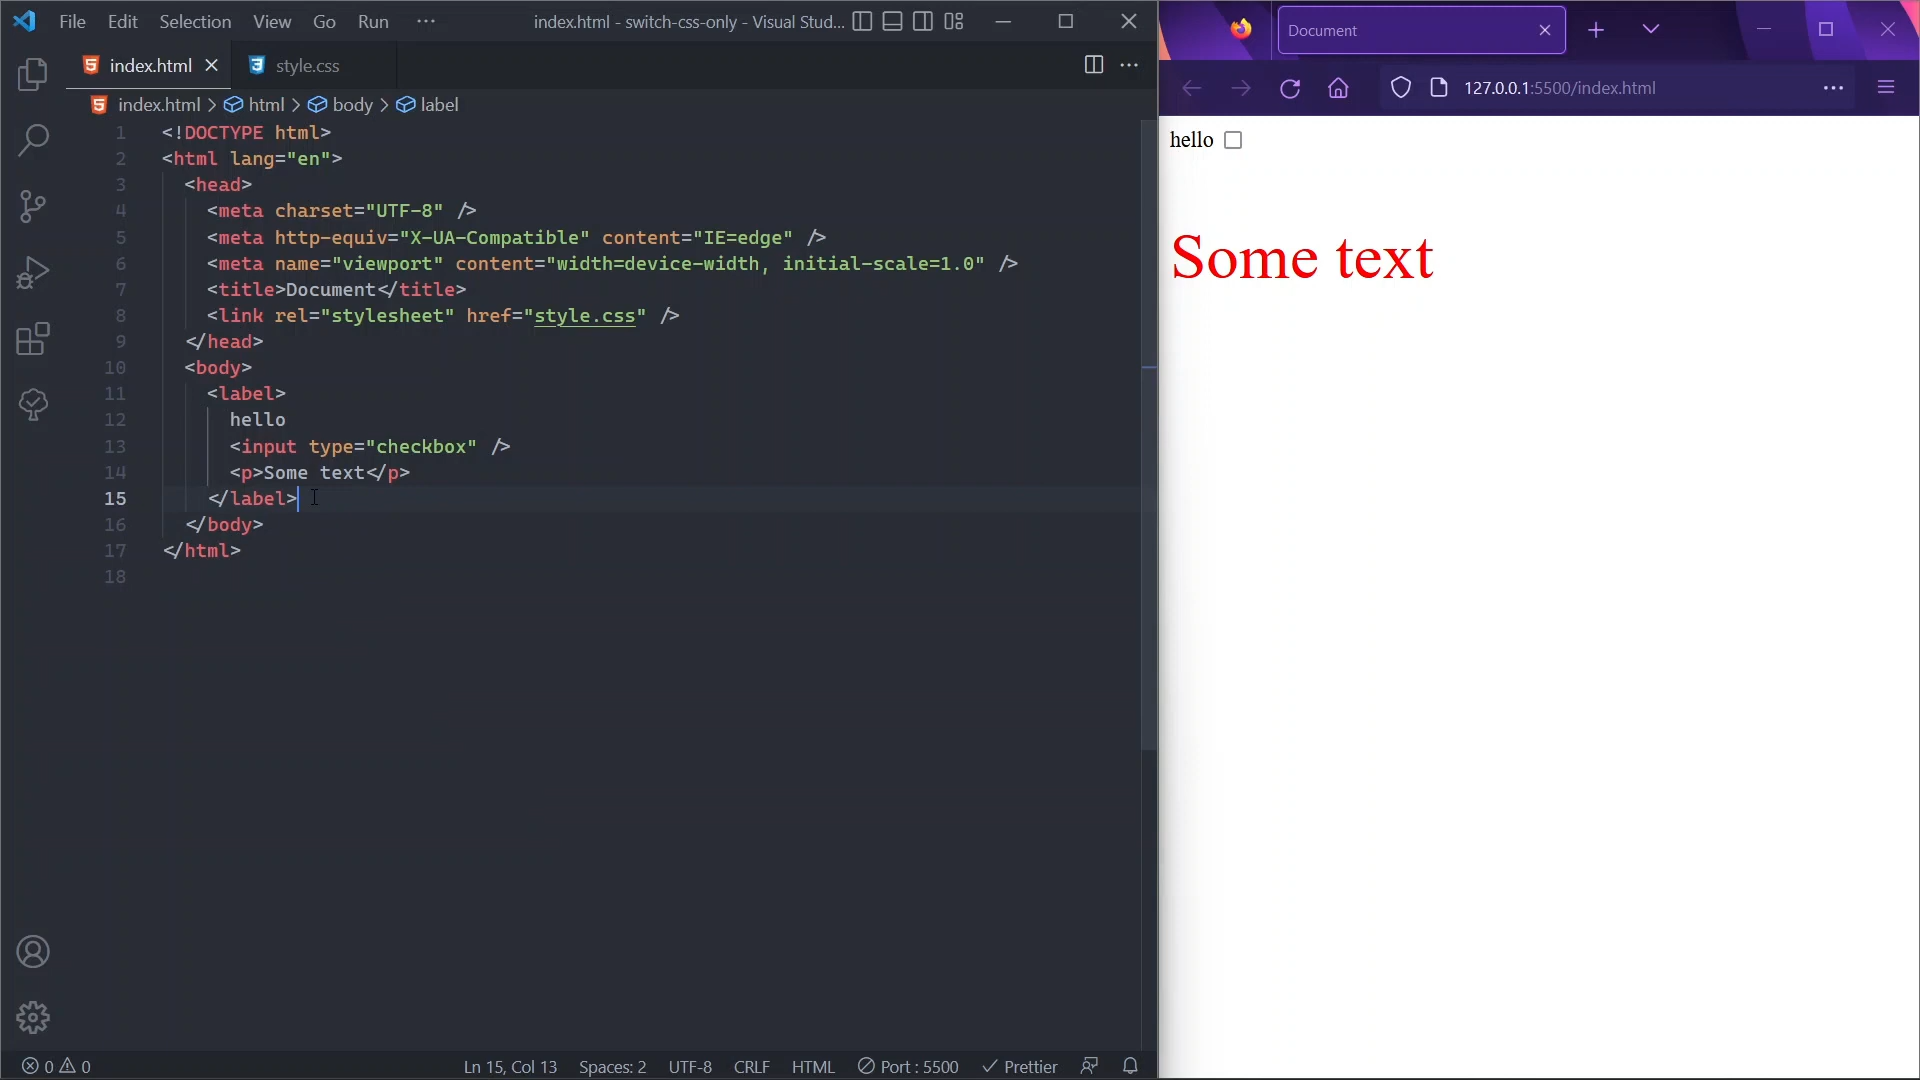 File Edit Selection View Go Run ··· index.html - switch-css-only - Visual Stud...
index.html style.css
index.html > html > body > label
1 <!DOCTYPE html>
2 <html lang="en">
3 <head>
4 <meta charset="UTF-8" />
5 <meta http-equiv="X-UA-Compatible" content="IE=edge" />
6 <meta name="viewport" content="width=device-width, initial-scale=1.0" />
7 <title>Document</title>
8 <link rel="stylesheet" href="style.css" />
9 </head>
10 <body>
11 <label>
12 hello
13 <input type="checkbox" />
14 <p>Some text</p>
15 </label>
16 </body>
17 </html>
18
0 0 Ln 15, Col 13 Spaces: 2 UTF-8 CRLF HTML Port : 5500 Prettier
Document
127.0.0.1:5500/index.html
hello
Some text